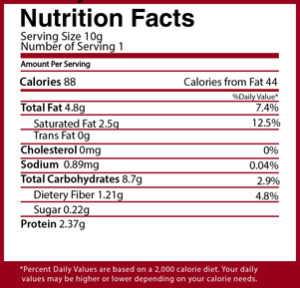 Nutrition Facts
Serving Size 10g
Number of Serving 1
Amount Per Serving
Calories 88 Calories from Fat 44
%Daily Value*
Total Fat 4.8g 7.4%
Saturated Fat 2.5g 12.5%
Trans Fat 0g
Cholesterol 0mg 0%
Sodium 0.89mg 0.04%
Total Carbohydrates 8.7g 2.9%
Dietery Fiber 1.21g 4.8%
Sugar 0.22g
Protein 2.37g
*Percent Daily Values are based on a 2,000 calorie diet. Your daily
values may be higher or lower depending on your calorie needs.